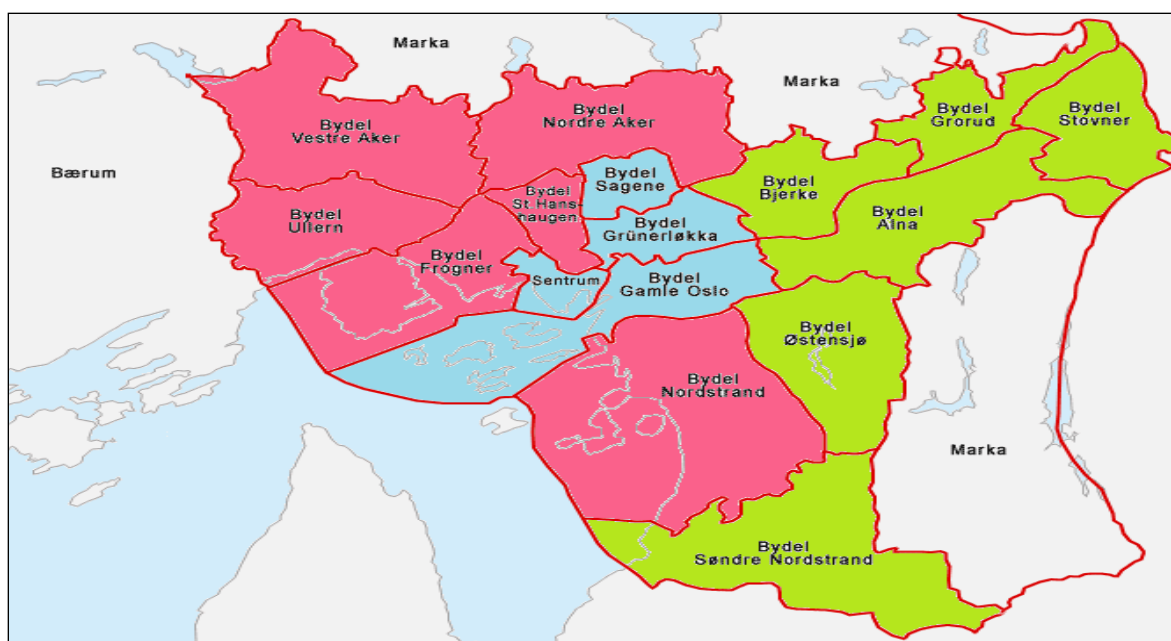 Marka
Marka
Bærum
Bydel
Vestre Aker
Bydel
Nordre Aker
Bydel
Grorud
Bydel
Stovner
Bydel
Sagene
Bydel
Bjerke
Bydel
St.Hans-
haugen
Bydel
Ullern
Bydel
Grünerløkka
Bydel
Alna
Bydel
Frogner
Sentrum
Bydel
Gamle Oslo
Bydel
Østensjø
Bydel
Nordstrand
Marka
Bydel
Søndre Nordstrand